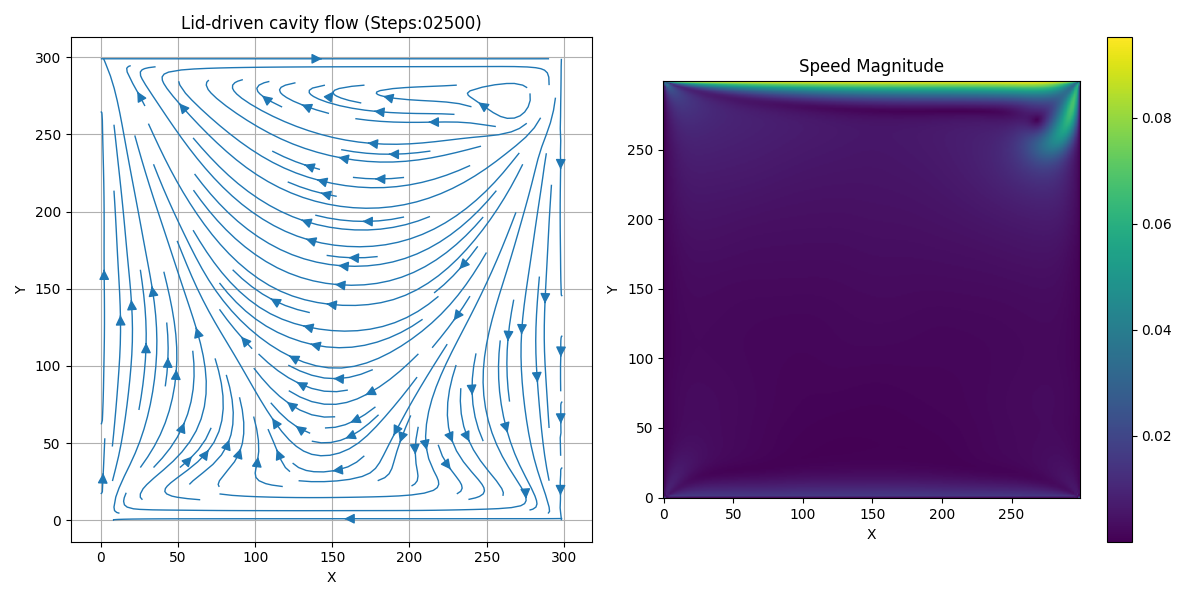 Lid-driven cavity flow (Steps:02500)
300
250
200
150
100
50
0
Y
0 50 100 150 200 250 300
X
Speed Magnitude
250
200
150
100
50
0
Y
0 50 100 150 200 250
X
0.08
0.06
0.04
0.02